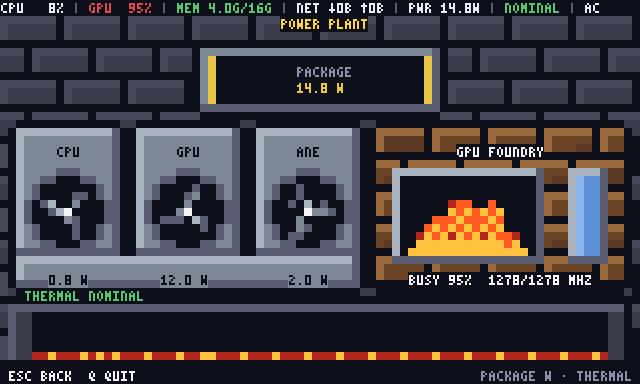 CPU 8% | GPU 95% | MEM 4.0G/16G | NET ↓0B ↑0B | PWR 14.8W | NOMINAL | AC
POWER PLANT
PACKAGE
14.8 W
CPU GPU ANE
GPU FOUNDRY
0.8 W 12.0 W 2.0 W
BUSY 95% 1278/1278 MHZ
THERMAL NOMINAL
ESC BACK Q QUIT
PACKAGE W · THERMAL